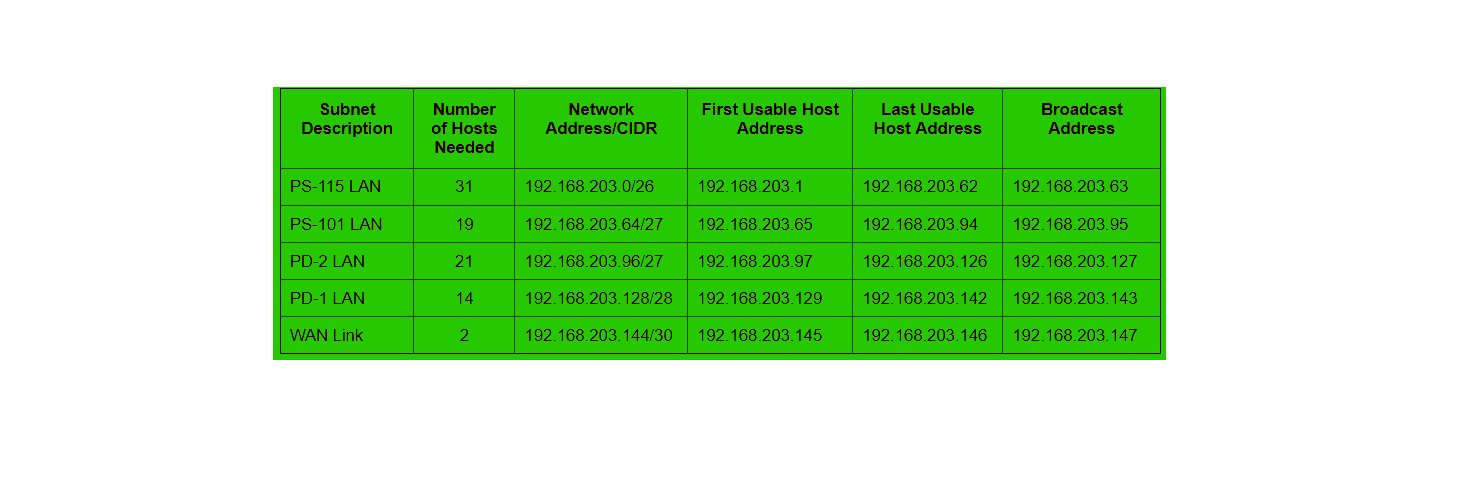 Subnet Description | Number of Hosts Needed | Network Address/CIDR | First Usable Host Address | Last Usable Host Address | Broadcast Address
PS-115 LAN | 31 | 192.168.203.0/26 | 192.168.203.1 | 192.168.203.62 | 192.168.203.63
PS-101 LAN | 19 | 192.168.203.64/27 | 192.168.203.65 | 192.168.203.94 | 192.168.203.95
PD-2 LAN | 21 | 192.168.203.96/27 | 192.168.203.97 | 192.168.203.126 | 192.168.203.127
PD-1 LAN | 14 | 192.168.203.128/28 | 192.168.203.129 | 192.168.203.142 | 192.168.203.143
WAN Link | 2 | 192.168.203.144/30 | 192.168.203.145 | 192.168.203.146 | 192.168.203.147